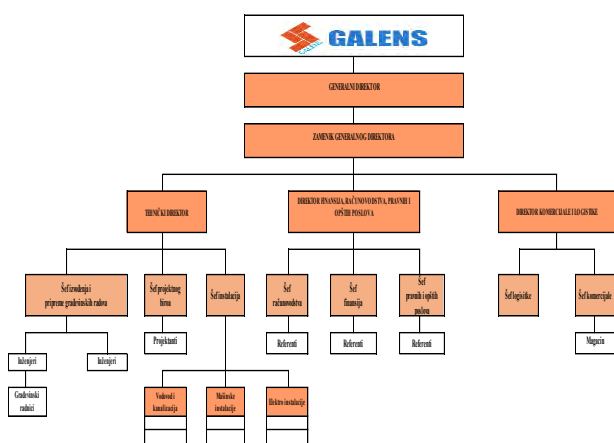 GALENS
GENERALNI DIREKTOR
ZAMENIK GENERALNOG DIREKTORA
TEHNIČKI DIREKTOR
DIREKTOR FINANSIJA, RAČUNOVODSTVA, PRAVNIH I
OPŠTIH POSLOVA
DIREKTOR KOMERCIJALE I LOGISTIKE
Šef izvođenja i
pripreme građevinskih radova
Šef projektnog
biroa
Šef instalacija
Šef
računovodstva
Šef
finansija
Šef
pravnih i opštih
poslova
Šef logisitke
Šef komercijale
Inženjeri
Inženjeri
Projektanti
Referenti
Referenti
Referenti
Magacin
Građevinski
radnici
Vodovod i
kanalizacija
Mašinske
instalacije
Elektro instalacije